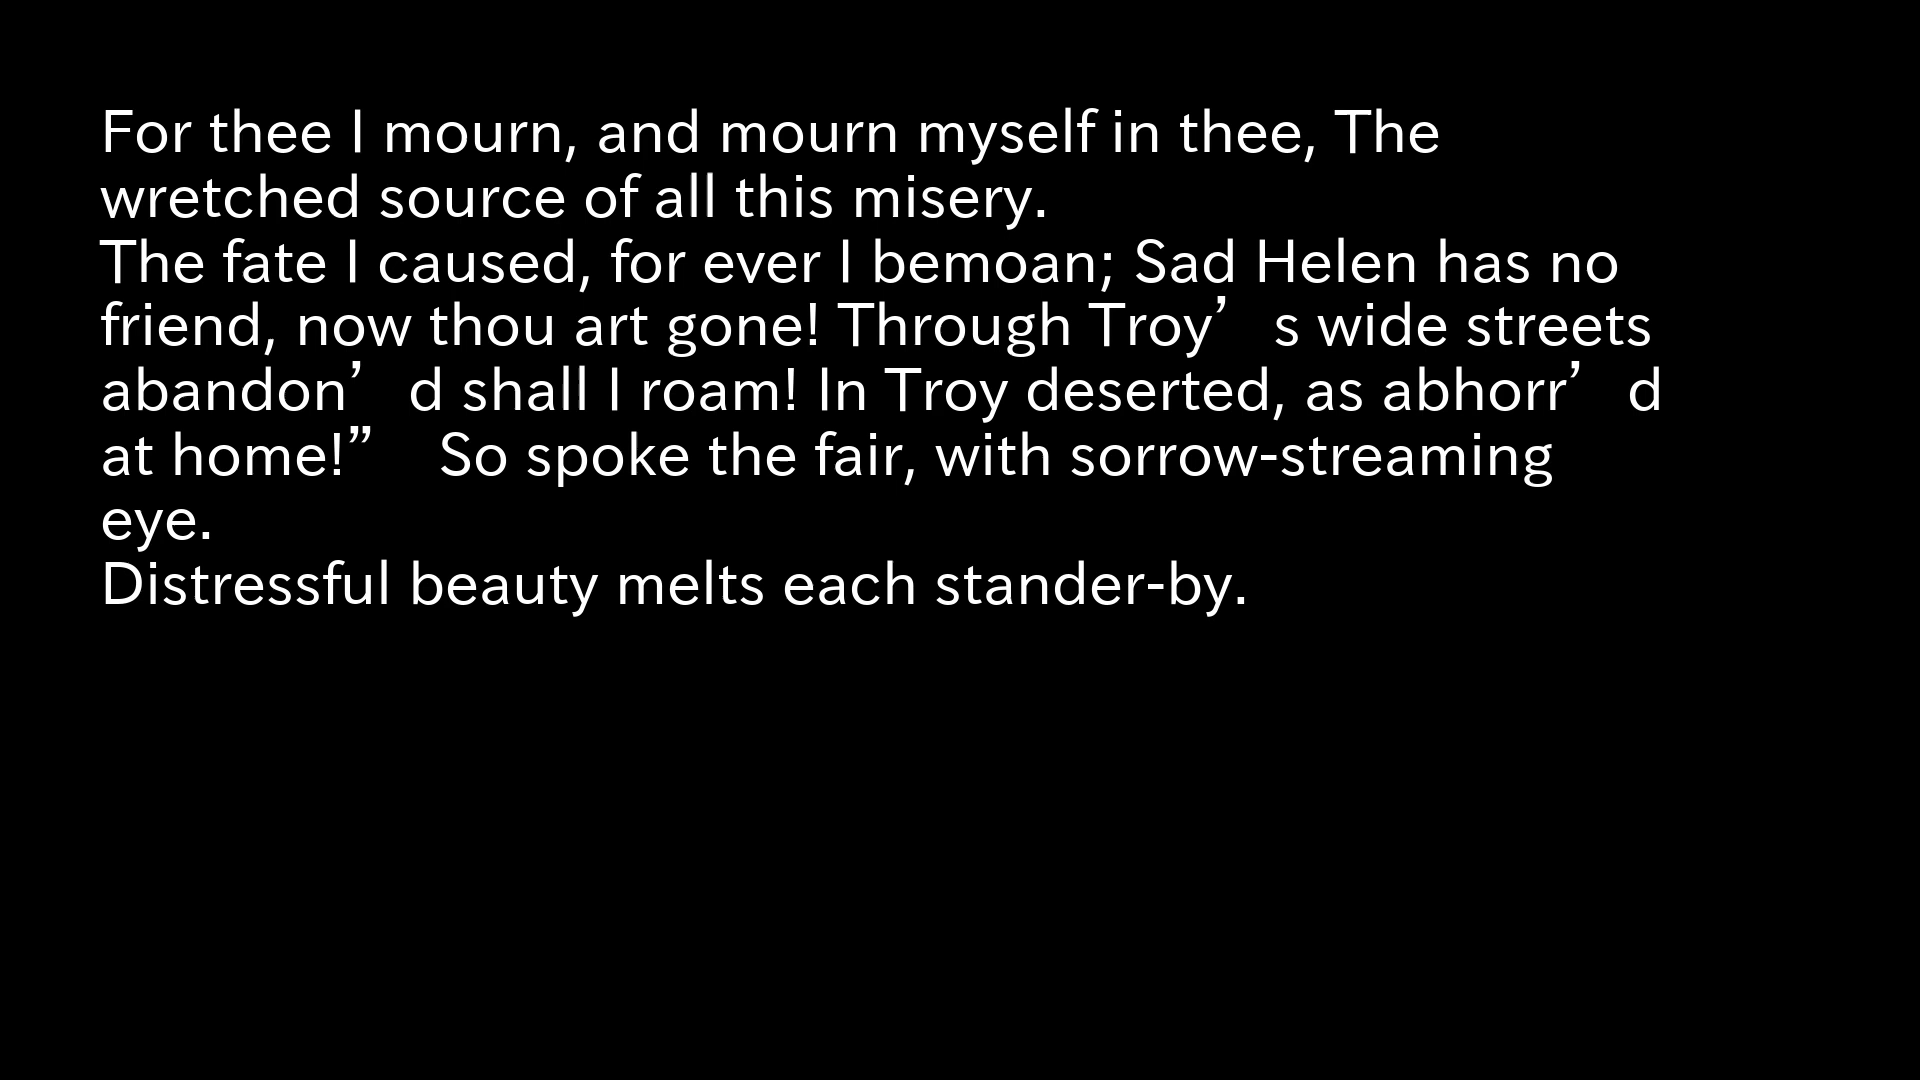 For thee I mourn, and mourn myself in thee, The
wretched source of all this misery.
The fate I caused, for ever I bemoan; Sad Helen has no
friend, now thou art gone! Through Troy’s wide streets
abandon’d shall I roam! In Troy deserted, as abhorr’d
at home!” So spoke the fair, with sorrow-streaming
eye.
Distressful beauty melts each stander-by.